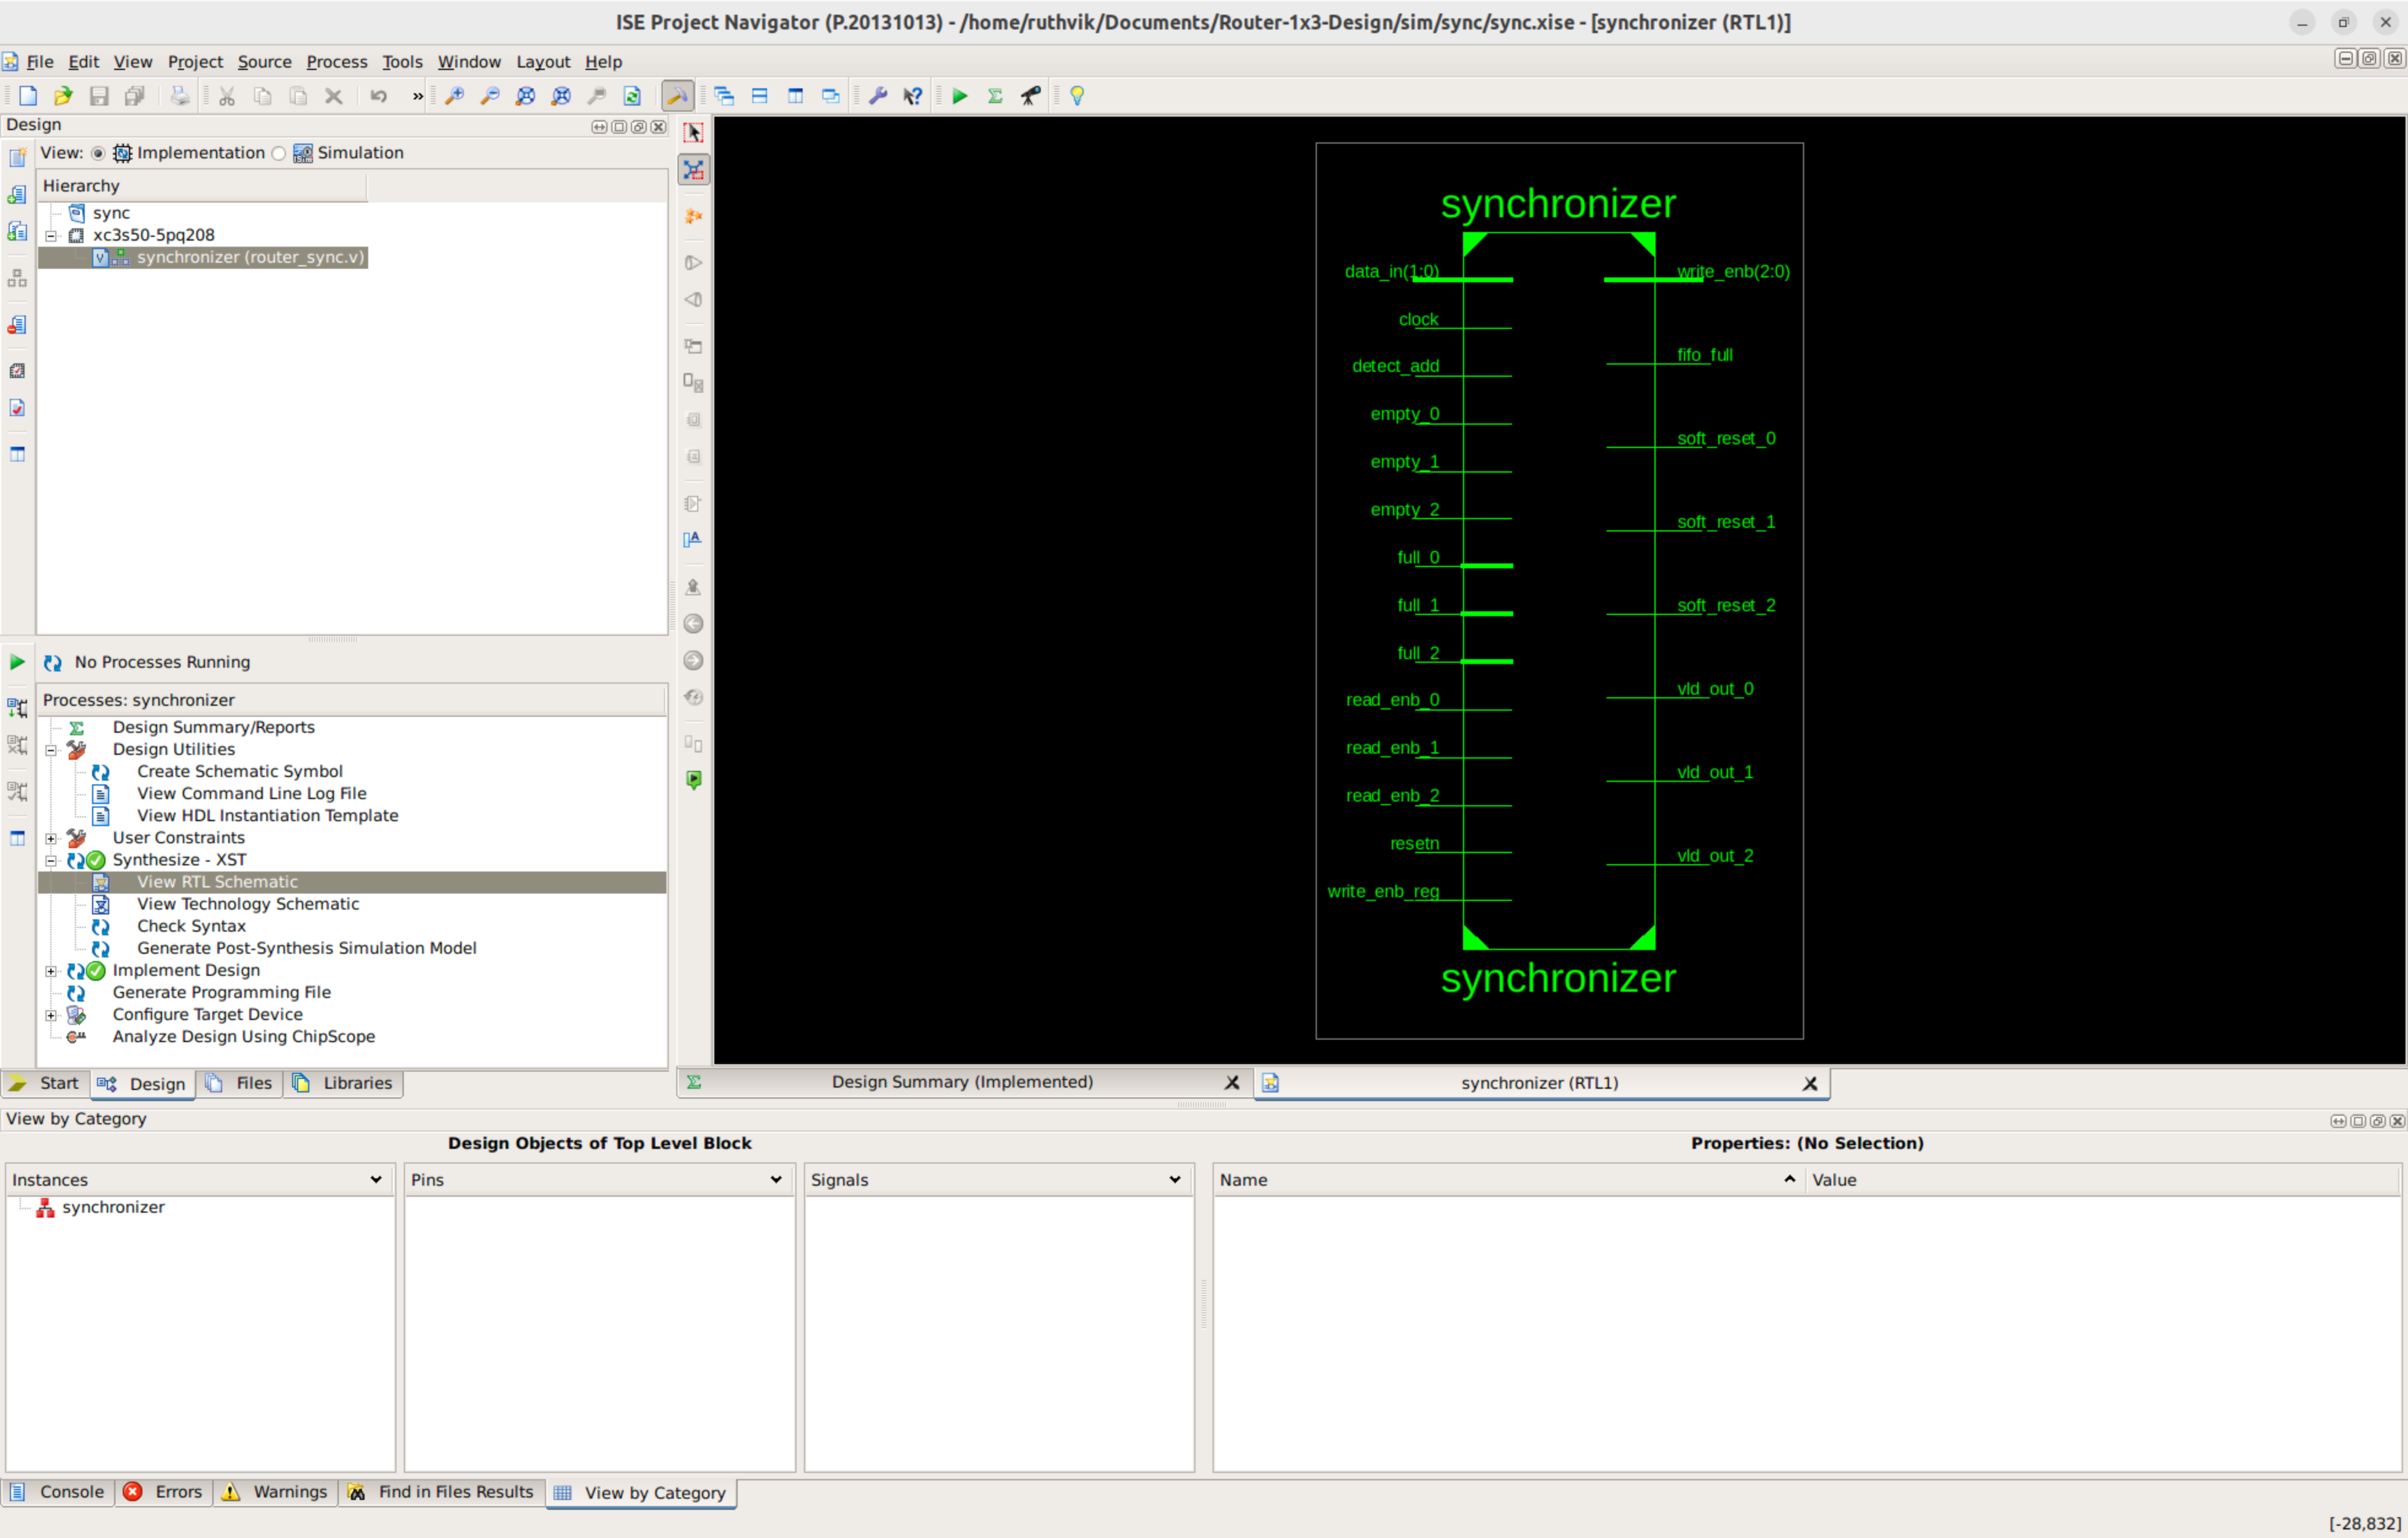 ISE Project Navigator (P.20131013) - /home/ruthvik/Documents/Router-1x3-Design/sim/sync/sync.xise - [synchronizer (RTL1)]
File Edit View Project Source Process Tools Window Layout Help
»
Design
View: Implementation Simulation
Hierarchy
sync
xc3s50-5pq208
synchronizer (router_sync.v)
No Processes Running
Processes: synchronizer
Design Summary/Reports
Design Utilities
Create Schematic Symbol
View Command Line Log File
View HDL Instantiation Template
User Constraints
Synthesize - XST
View RTL Schematic
View Technology Schematic
Check Syntax
Generate Post-Synthesis Simulation Model
Implement Design
Generate Programming File
Configure Target Device
Analyze Design Using ChipScope
Start Design Files Libraries
synchronizer
data_in(1:0)
clock
detect_add
empty_0
empty_1
empty_2
full_0
full_1
full_2
read_enb_0
read_enb_1
read_enb_2
resetn
write_enb_reg
write_enb(2:0)
fifo_full
soft_reset_0
soft_reset_1
soft_reset_2
vld_out_0
vld_out_1
vld_out_2
synchronizer
Design Summary (Implemented) synchronizer (RTL1)
View by Category
Design Objects of Top Level Block Properties: (No Selection)
Instances Pins Signals Name Value
synchronizer
Console Errors Warnings Find in Files Results View by Category
[-28,832]